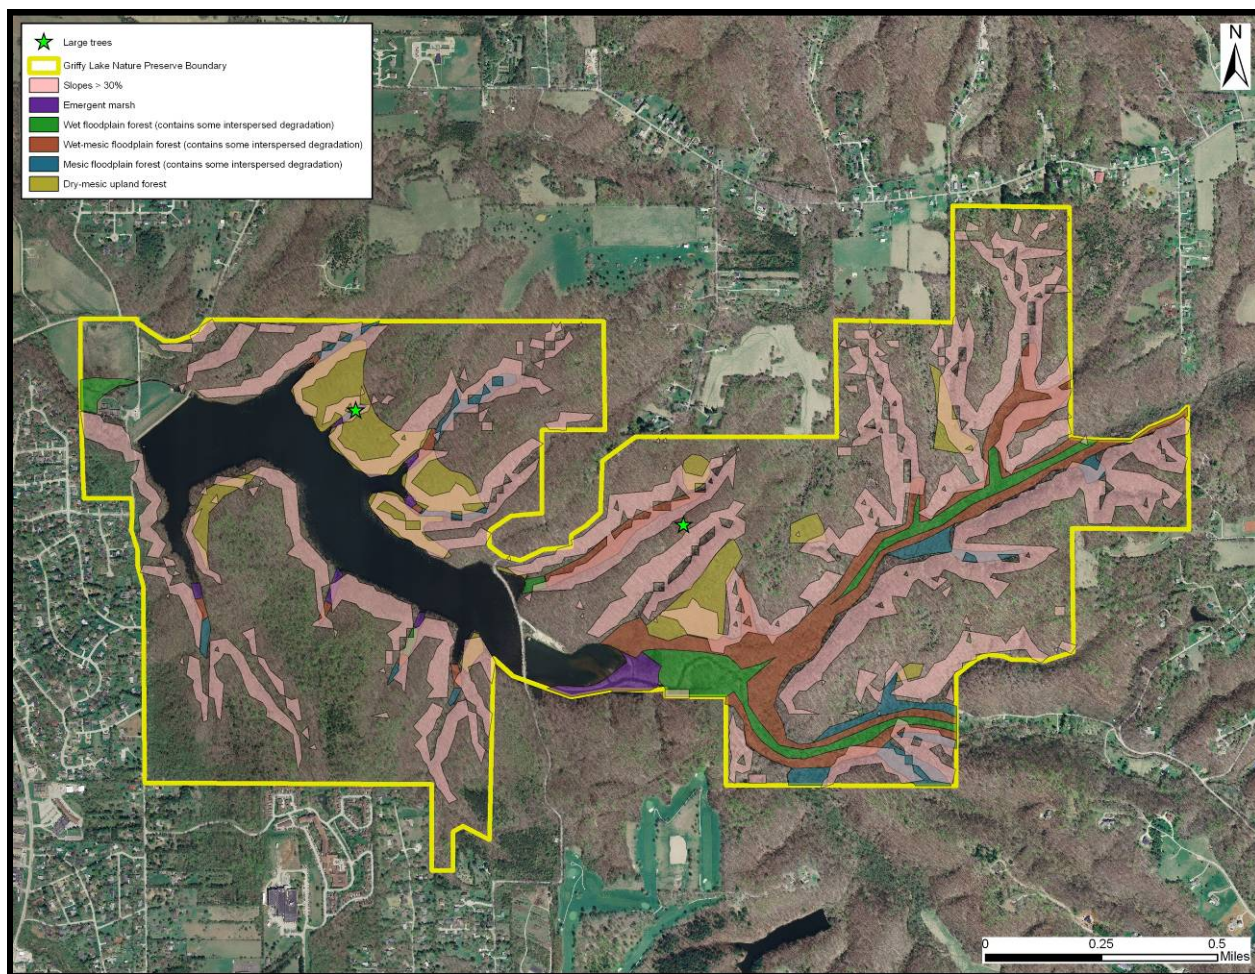 Large trees
Griffy Lake Nature Preserve Boundary
Slopes > 30%
Emergent marsh
Wet floodplain forest (contains some interspersed degradation)
Wet-mesic floodplain forest (contains some interspersed degradation)
Mesic floodplain forest (contains some interspersed degradation)
Dry-mesic upland forest
N
0 0.25 0.5
Miles